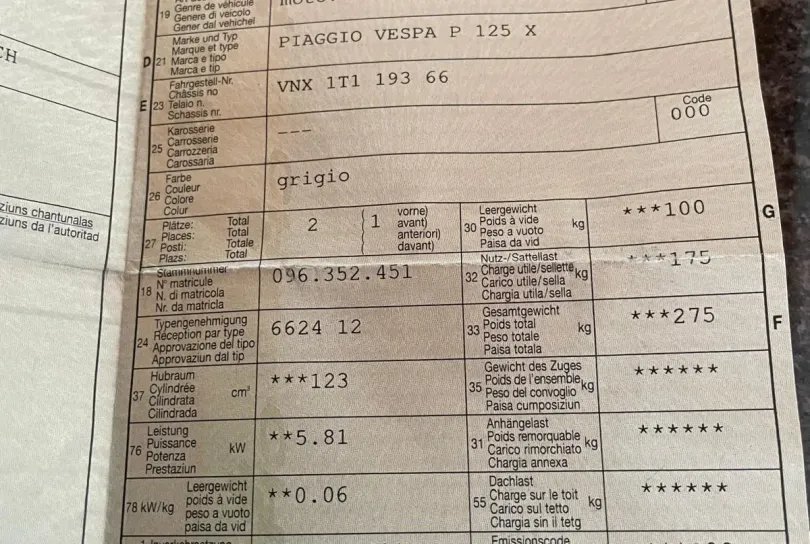 19 Genre de véhicule
Genere di veicolo
Gener dal vehichel
CH
D 21 Marke und Typ
Marque et type
Marca e tipo
Marca e tip
PIAGGIO VESPA P 125 X
E 23 Fahrgestell-Nr.
Châssis no
Telaio n.
Schassis nr.
VNX 1T1 193 66
25 Karosserie
Carrosserie
Carrozzeria
Carossaria
---
Code
000
26 Farbe
Couleur
Colore
Colur
grigio
ziuns chantunalas
ziuns da l'autoritad
27 Plätze: Total
Places: Total
Posti: Totale
Plazs: Total
2
1 vorne)
avant)
anteriori)
davant)
30 Leergewicht
Poids à vide
Peso a vuoto
Paisa da vid
kg
***100
G
18 Stammnummer
N° matricule
N. di matricola
Nr. da matricla
096.352.451
32 Nutz-/Sattellast
Charge utile/sellette
Carico utile/sella
Chargia utila/sella
kg
***175
24 Typengenehmigung
Réception par type
Approvazione del tipo
Approvaziun dal tip
6624 12
33 Gesamtgewicht
Poids total
Peso totale
Paisa totala
kg
***275
F
37 Hubraum
Cylindrée
Cilindrata
Cilindrada
cm³
***123
35 Gewicht des Zuges
Poids de l'ensemble
Peso del convoglio
Paisa cumposiziun
kg
******
76 Leistung
Puissance
Potenza
Prestaziun
kW
**5.81
31 Anhängelast
Poids remorquable
Carico rimorchiato
Chargia annexa
kg
******
78 kW/kg Leergewicht
poids à vide
peso a vuoto
paisa da vid
**0.06
55 Dachlast
Charge sur le toit
Carico sul tetto
Chargia sin il tetg
kg
******
1. Inverkehrsetzung
Emissionscode